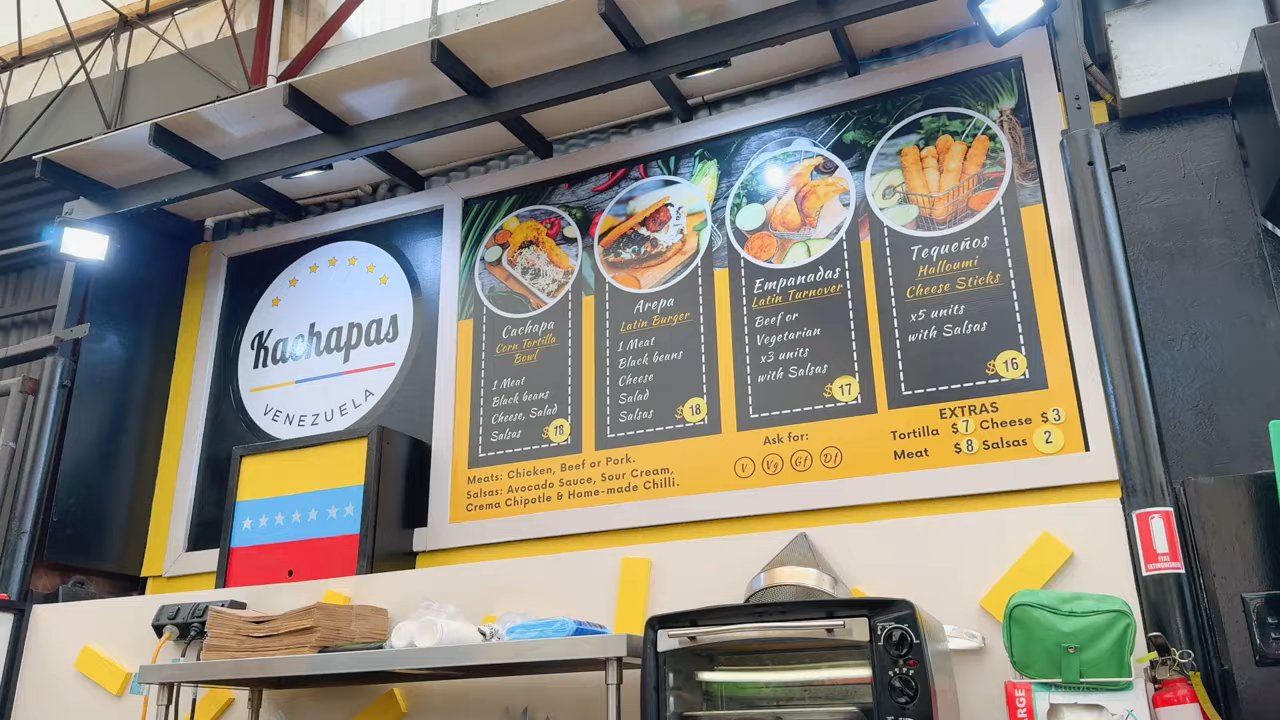 Kachapas
VENEZUELA
Cachapa
Corn Tortilla
Bowl
1 Meat
Black beans
Cheese, Salad
Salsas
$18
Arepa
Latin Burger
1 Meat
Black beans
Cheese
Salad
Salsas
$18
Empanadas
Latin Turnover
Beef or
Vegetarian
x3 units
with Salsas
$17
Tequeños
Halloumi
Cheese Sticks
x5 units
with Salsas
$16
Meats: Chicken, Beef or Pork.
Salsas: Avocado Sauce, Sour Cream,
Crema Chipotle & Home-made Chilli.
Ask for:
V Vg Gf Df
EXTRAS
Tortilla $7 Cheese $3
Meat $8 Salsas 2
FIRE
EXTINGUISHER